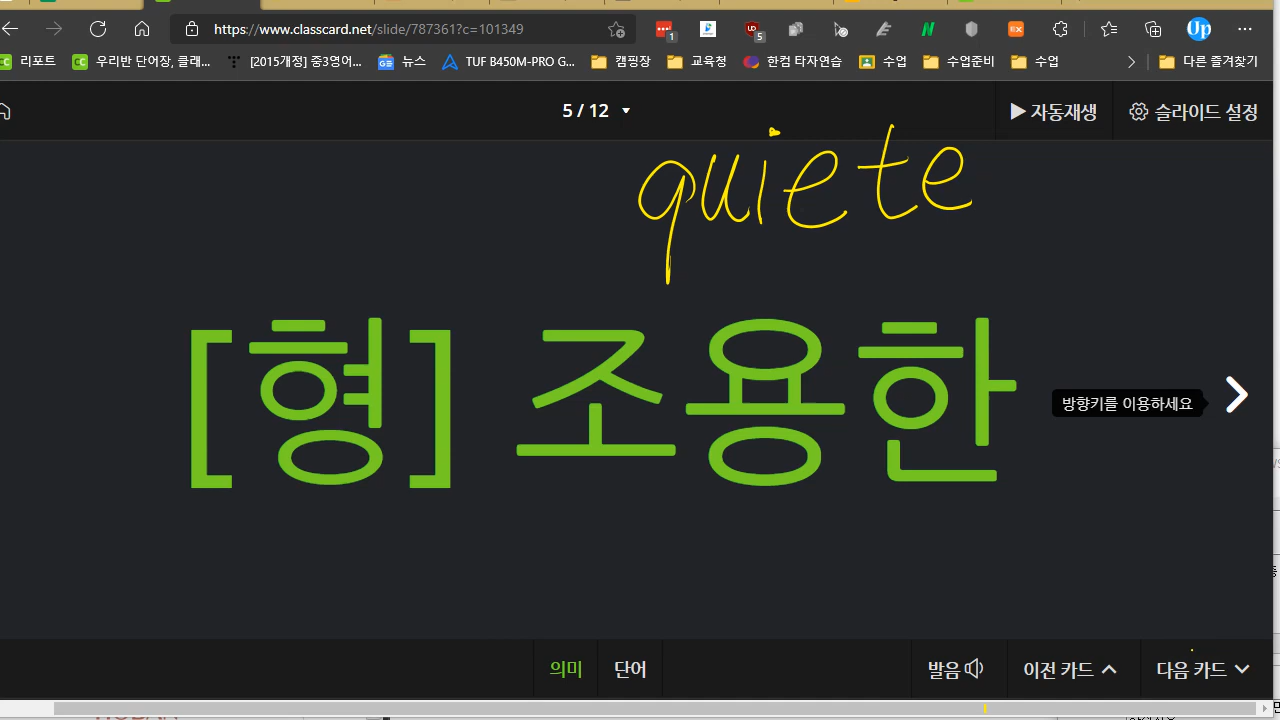 https://www.classcard.net/slide/787361?c=101349
1
5
EX
Up
리포트 우리반 단어장, 클래... [2015개정] 중3영어... 뉴스 TUF B450M-PRO G... 캠핑장 교육청 한컴 타자연습 수업 수업준비 수업 다른 즐겨찾기
5 / 12 자동재생 슬라이드 설정
quiete
[형] 조용한
방향키를 이용하세요
의미 단어 발음 이전 카드 다음 카드